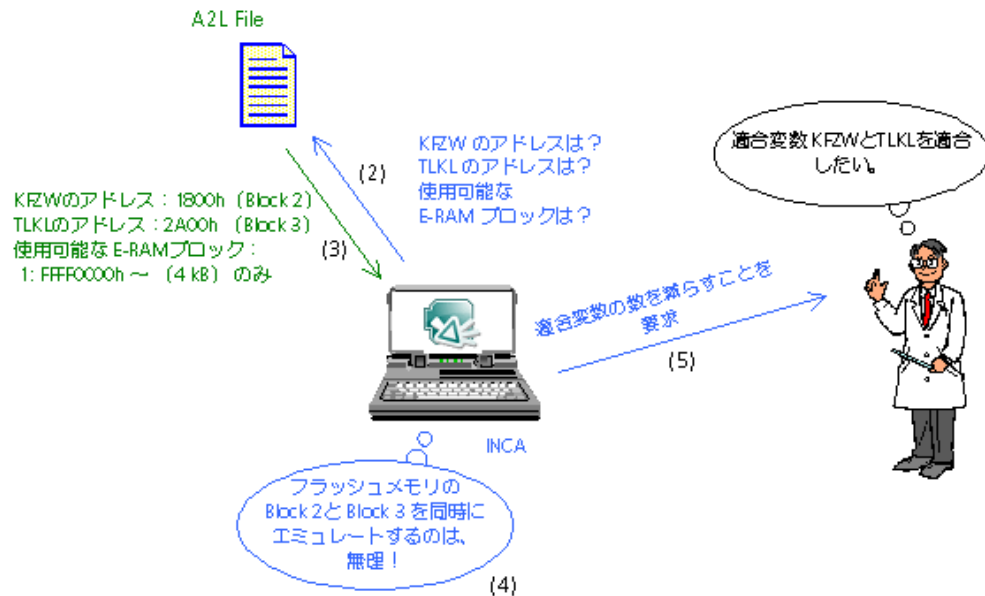 A2L File
KFZW のアドレスは？
TLKL のアドレスは？
使用可能な
E-RAM ブロックは？
(2)
適合変数 KFZWとTLKLを適合
したい。
KFZWのアドレス：1800h（Block 2）
TLKLのアドレス：2A00h （Block 3）
使用可能な E-RAMブロック：
1: FFFF0000h ～ （4 kB） のみ
(3)
適合変数の数を減らすことを
要求
(5)
INCA
フラッシュメモリの
Block 2と Block 3 を同時に
エミュレートするのは、
無理！
(4)